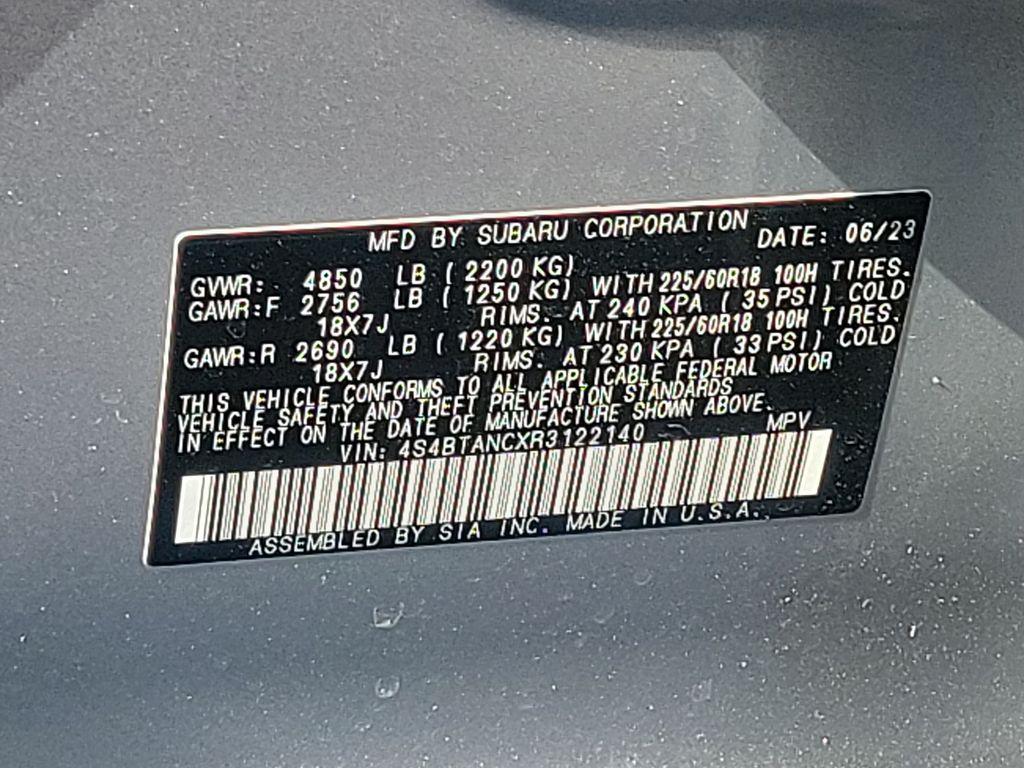 MFD BY SUBARU CORPORATION DATE: 06/23
GVWR: 4850 LB ( 2200 KG)
GAWR:F 2756 LB ( 1250 KG) WITH 225/60R18 100H TIRES.
18X7J RIMS. AT 240 KPA ( 35 PSI) COLD
GAWR:R 2690 LB ( 1220 KG) WITH 225/60R18 100H TIRES.
18X7J RIMS. AT 230 KPA ( 33 PSI) COLD
THIS VEHICLE CONFORMS TO ALL APPLICABLE FEDERAL MOTOR
VEHICLE SAFETY AND THEFT PREVENTION STANDARDS
IN EFFECT ON THE DATE OF MANUFACTURE SHOWN ABOVE.
VIN: 4S4BTANCXR3122140 MPV
ASSEMBLED BY SIA INC. MADE IN U.S.A.